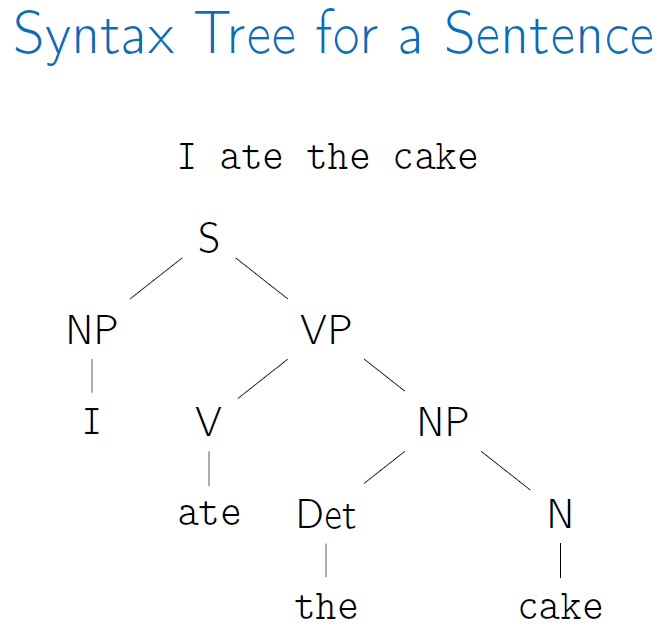 Syntax Tree for a Sentence
I ate the cake
S
NP VP
I V NP
ate Det N
the cake